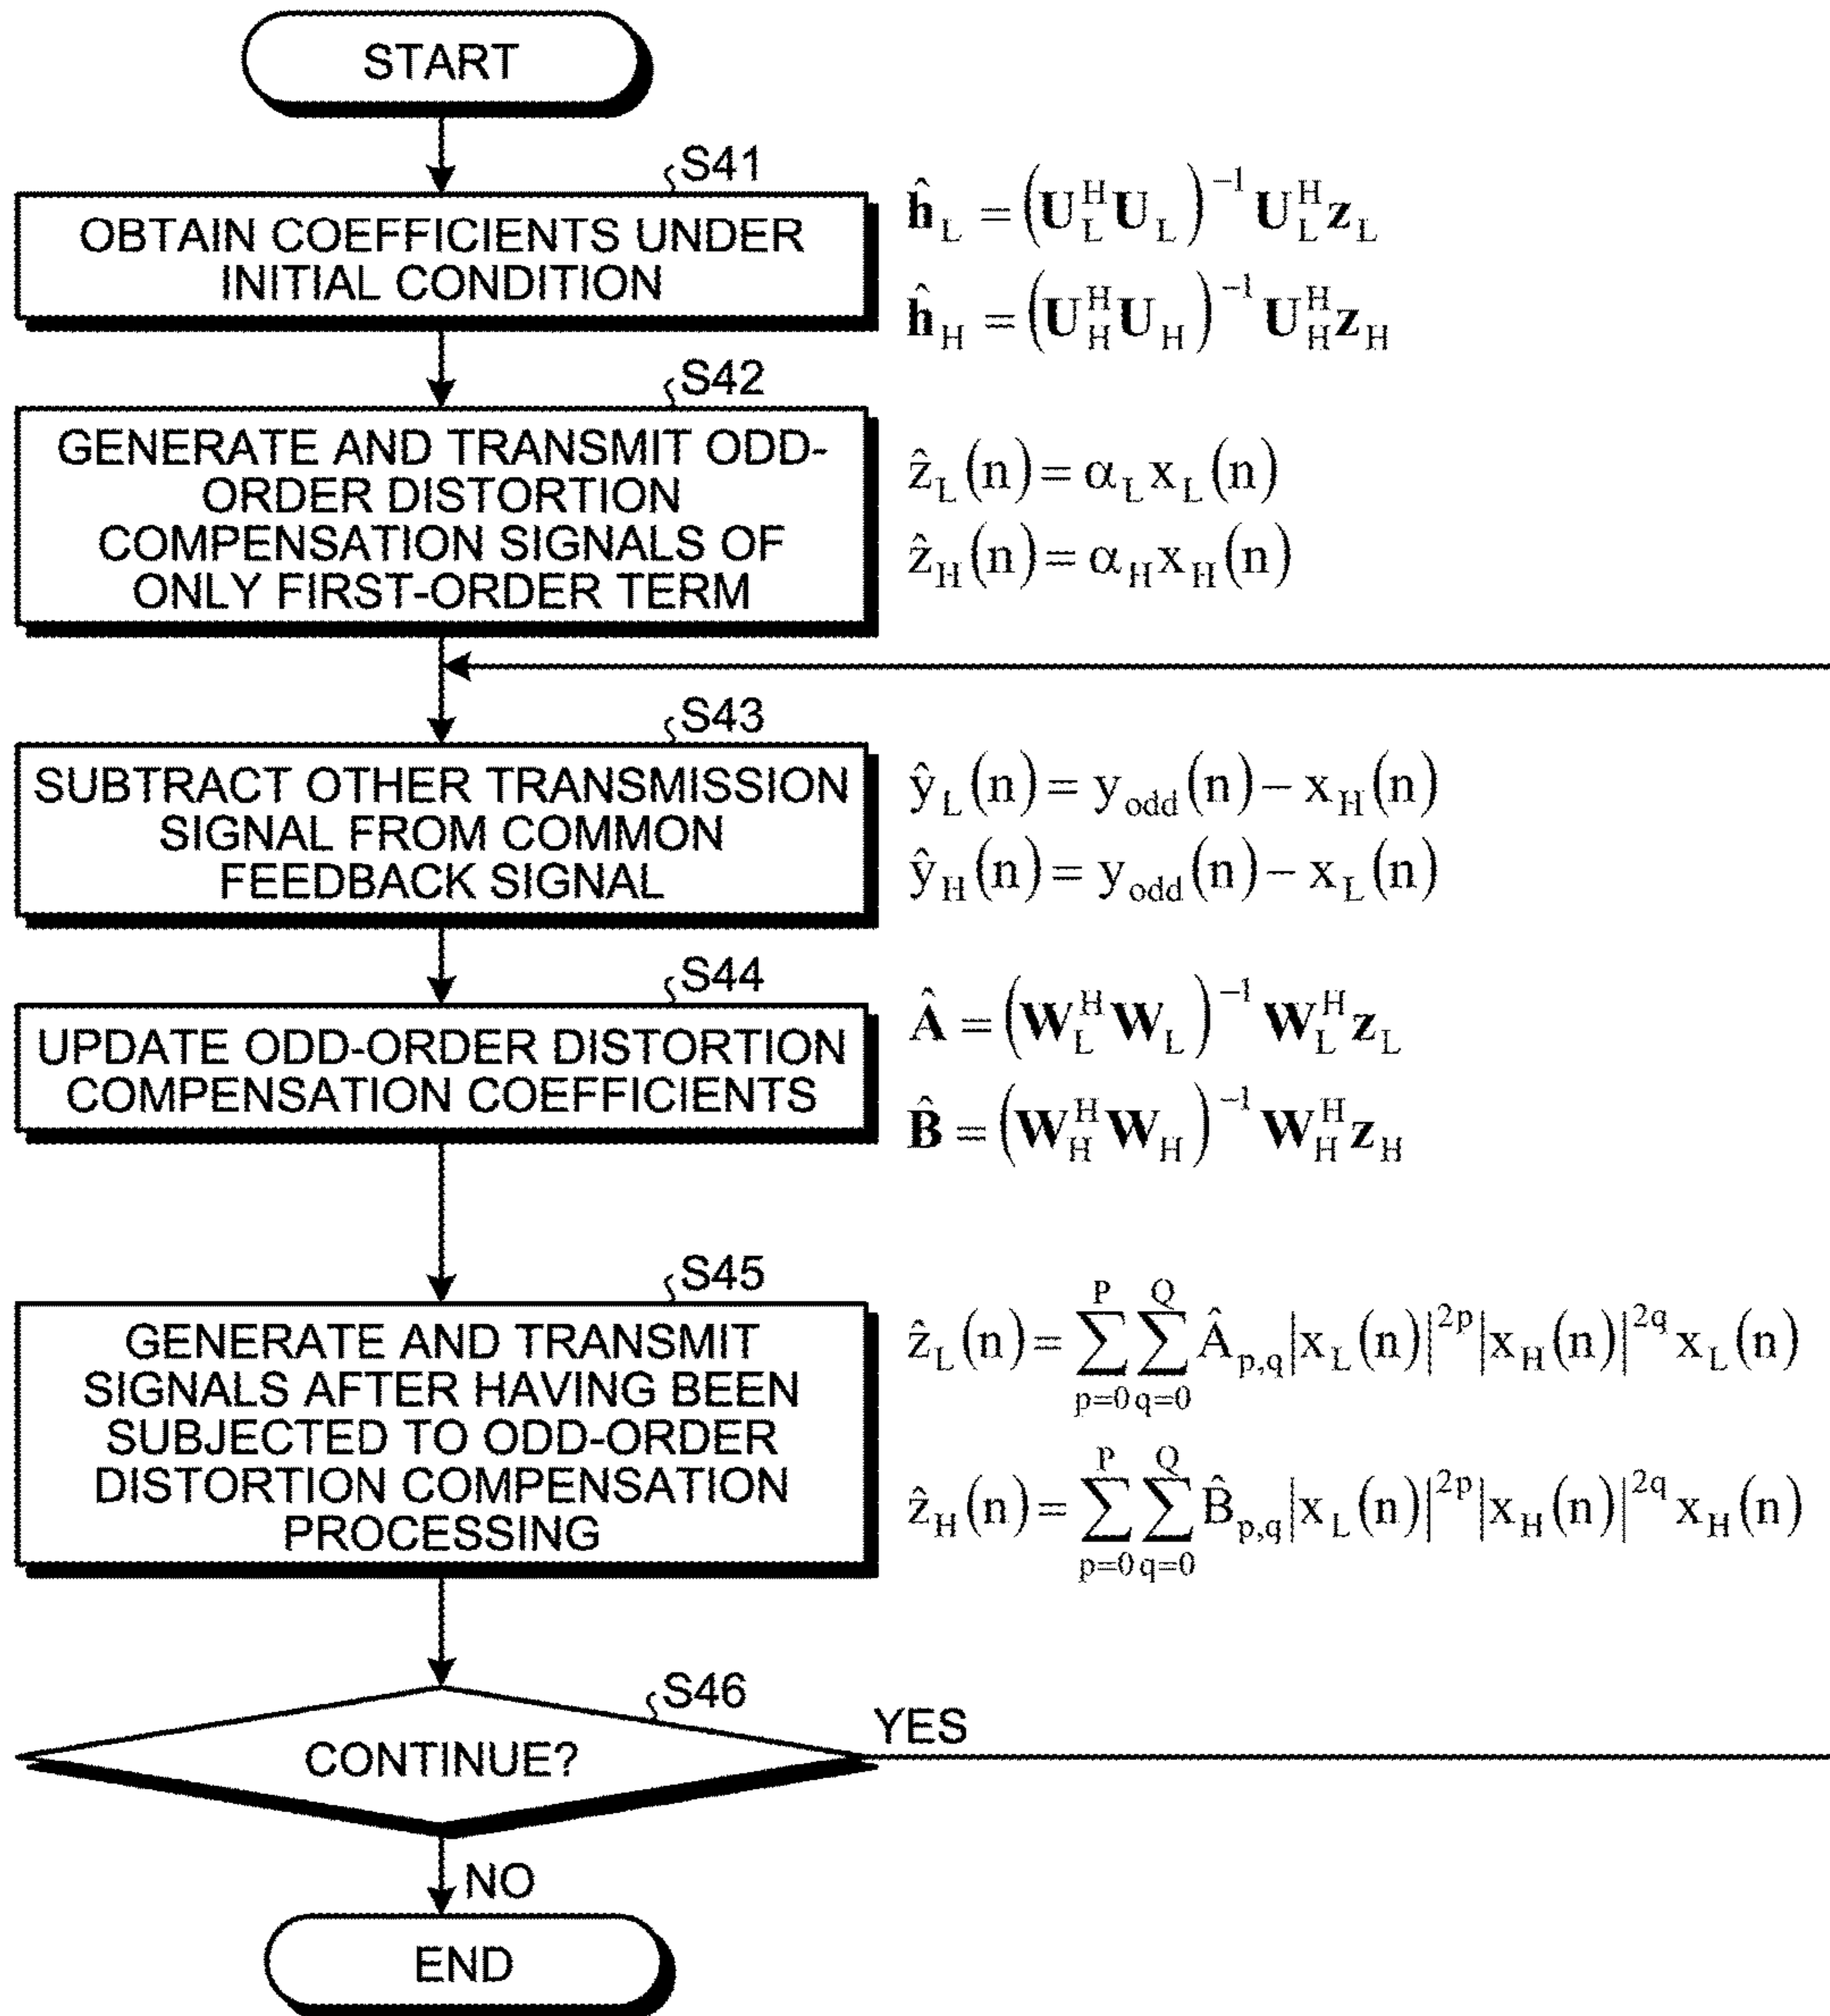 START
S41
OBTAIN COEFFICIENTS UNDER
INITIAL CONDITION
ĥ_L = (U_L^H U_L)^{-1} U_L^H z_L
ĥ_H = (U_H^H U_H)^{-1} U_H^H z_H
S42
GENERATE AND TRANSMIT ODD-
ORDER DISTORTION
COMPENSATION SIGNALS OF
ONLY FIRST-ORDER TERM
ẑ_L(n) = α_L x_L(n)
ẑ_H(n) = α_H x_H(n)
S43
SUBTRACT OTHER TRANSMISSION
SIGNAL FROM COMMON
FEEDBACK SIGNAL
ŷ_L(n) = y_odd(n) − x_H(n)
ŷ_H(n) = y_odd(n) − x_L(n)
S44
UPDATE ODD-ORDER DISTORTION
COMPENSATION COEFFICIENTS
Â = (W_L^H W_L)^{-1} W_L^H z_L
B̂ = (W_H^H W_H)^{-1} W_H^H z_H
S45
GENERATE AND TRANSMIT
SIGNALS AFTER HAVING BEEN
SUBJECTED TO ODD-ORDER
DISTORTION COMPENSATION
PROCESSING
ẑ_L(n) = ∑_{p=0}^{P} ∑_{q=0}^{Q} Â_{p,q} |x_L(n)|^{2p} |x_H(n)|^{2q} x_L(n)
ẑ_H(n) = ∑_{p=0}^{P} ∑_{q=0}^{Q} B̂_{p,q} |x_L(n)|^{2p} |x_H(n)|^{2q} x_H(n)
S46
CONTINUE?
YES
NO
END